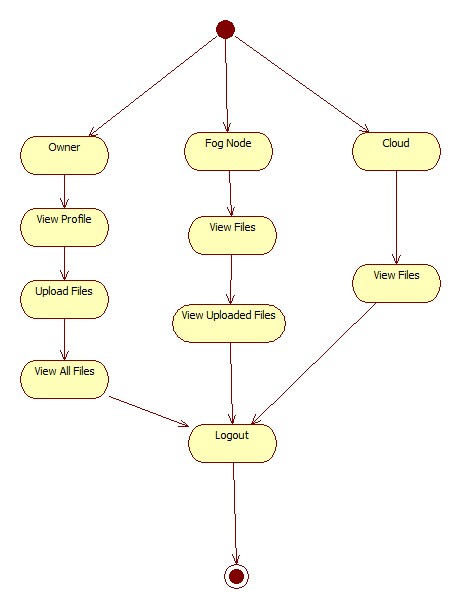 Owner
Fog Node
Cloud
View Profile
View Files
View Files
Upload Files
View Uploaded Files
View All Files
Logout